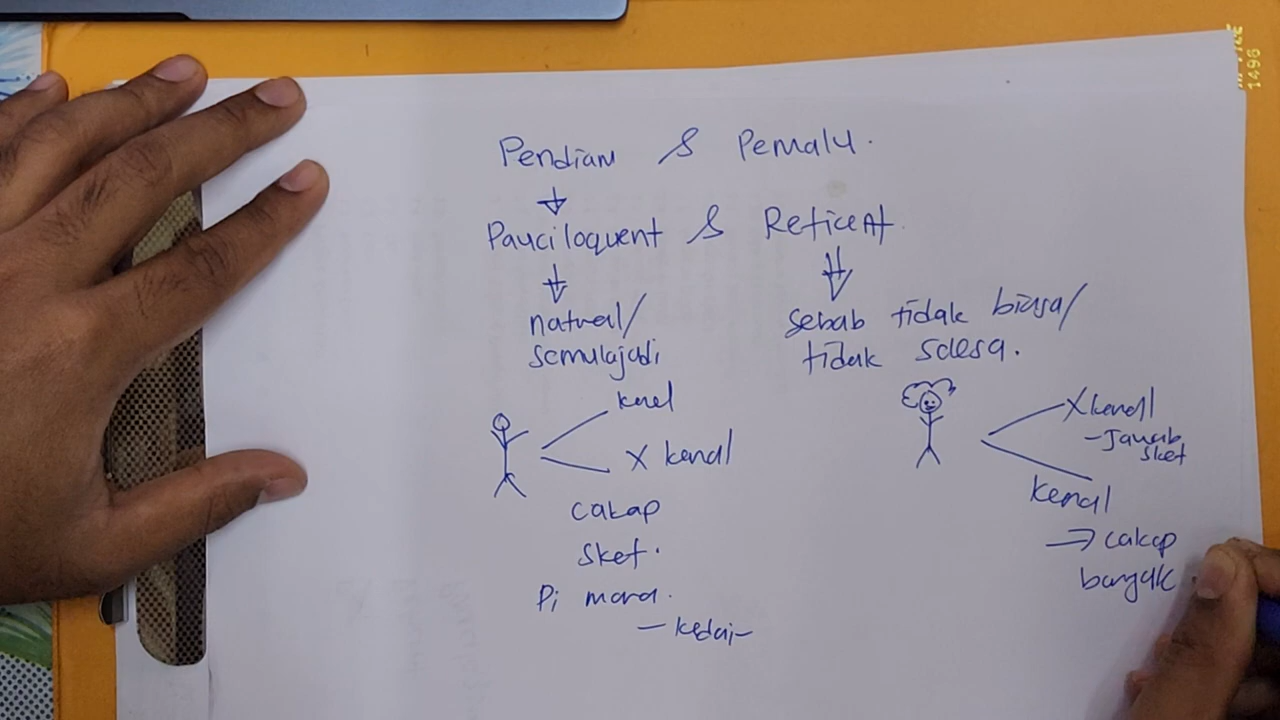 Pendiam & Pemalu.
Pauciloquent & Reticent.
natural/
semulajadi
kenal
X kenal
cakap
sket.
Pi mana.
- kedai -
sebab tidak biasa/
tidak selesa.
X kenal
- Jawab
sket
kenal
⇒ cakap
banyak
1496